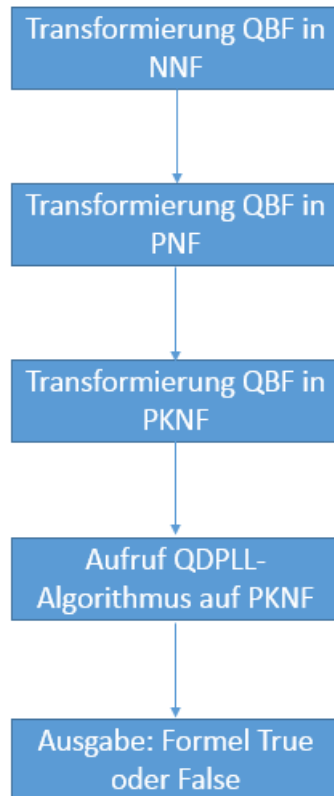 Transformierung QBF in
NNF
Transformierung QBF in
PNF
Transformierung QBF in
PKNF
Aufruf QDPLL-
Algorithmus auf PKNF
Ausgabe: Formel True
oder False